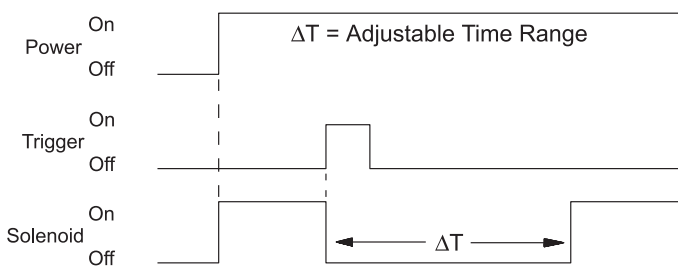 On
Power
Off
ΔT = Adjustable Time Range
On
Trigger
Off
On
Solenoid
Off
ΔT